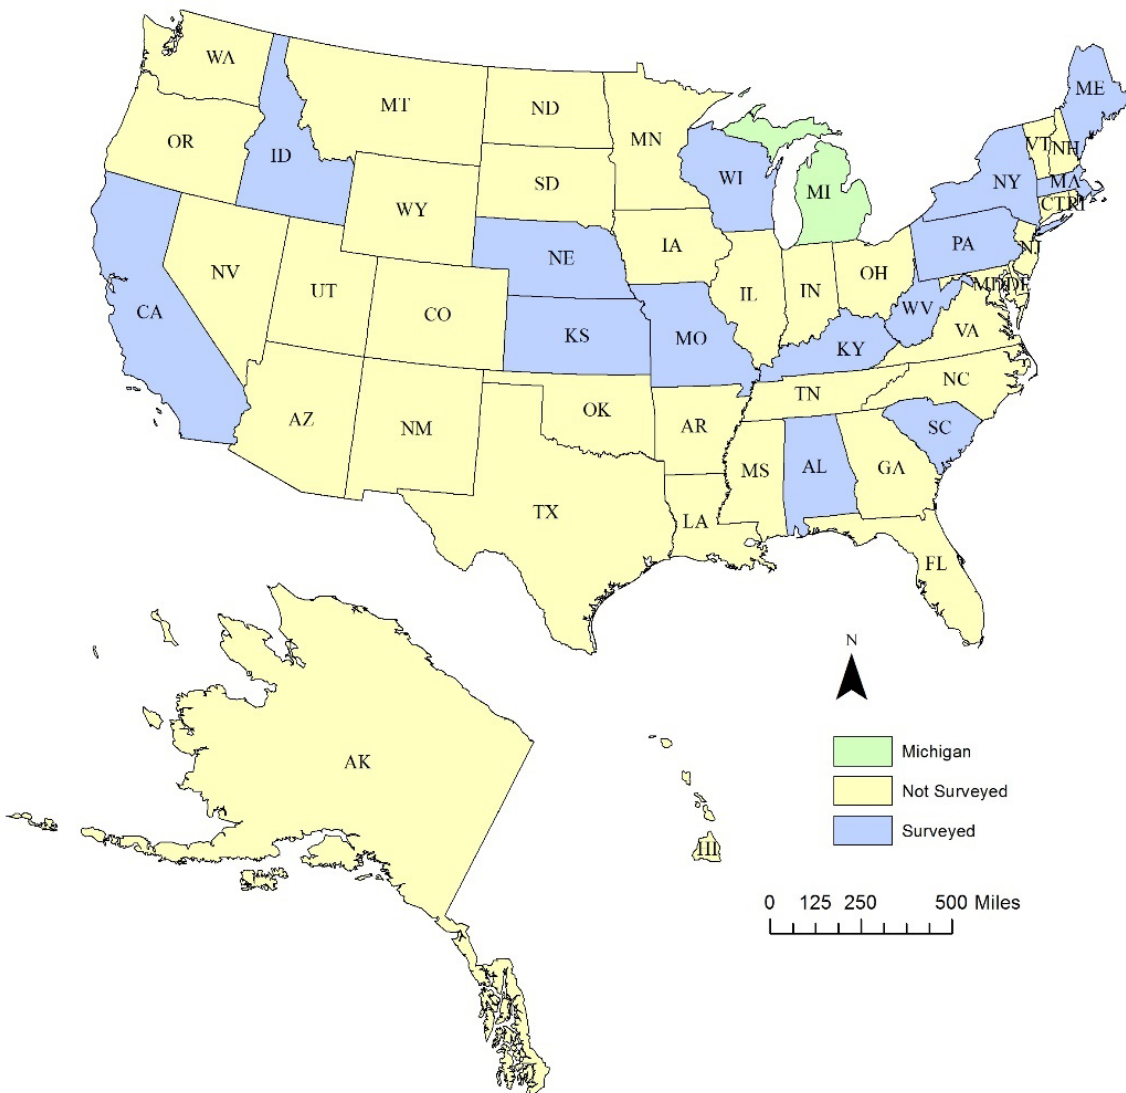 WA
MT
ND
MN
ME
OR
ID
SD
WI
MI
VT
NH
NY
MA
WY
CT
RI
IA
NE
PA
NJ
NV
UT
CO
IL
IN
OH
MD
DE
CA
KS
MO
WV
VA
KY
AZ
NM
OK
AR
TN
NC
SC
MS
AL
GA
TX
LA
FL
N
Michigan
AK
Not Surveyed
Surveyed
HI
0 125 250 500 Miles